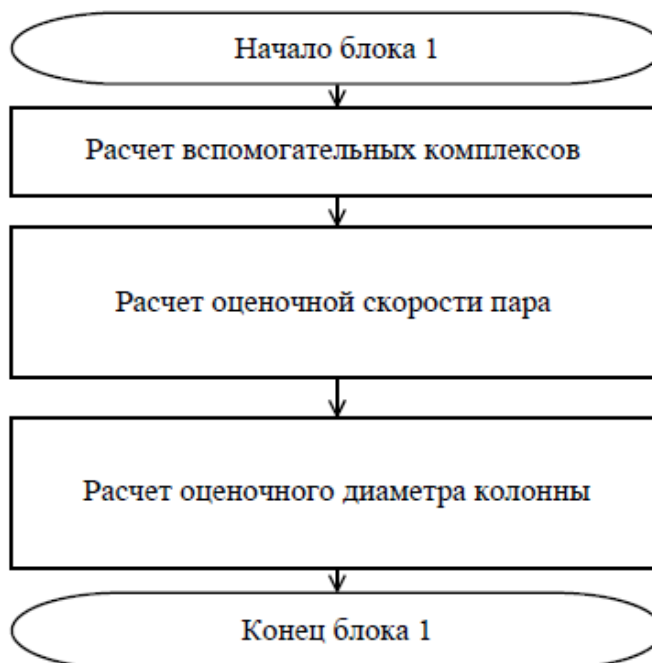 Начало блока 1
Расчет вспомогательных комплексов
Расчет оценочной скорости пара
Расчет оценочного диаметра колонны
Конец блока 1